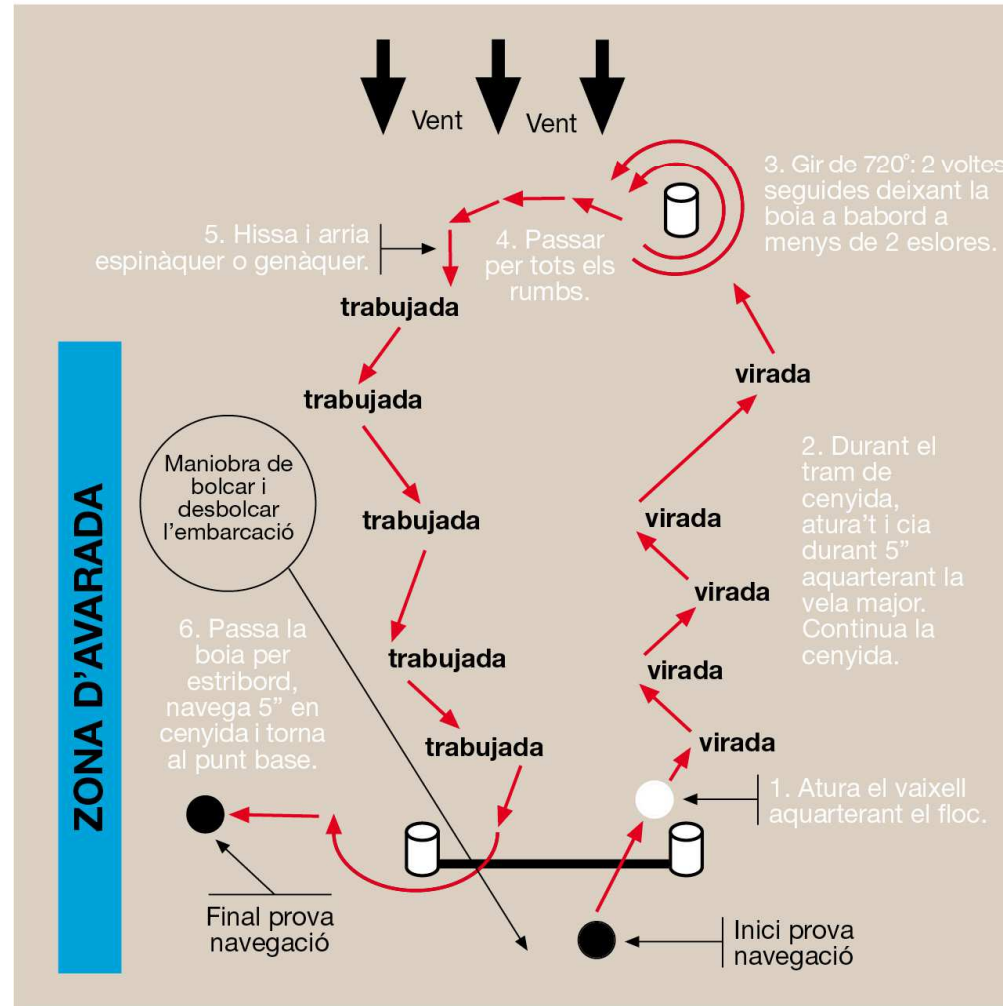 Vent
Vent
3. Gir de 720°: 2 voltes
seguides deixant la
boia a babord a
menys de 2 eslores.
5. Hissa i arria
espinàquer o genàquer.
4. Passar
per tots els
rumbs.
trabujada
trabujada
trabujada
trabujada
trabujada
virada
virada
virada
virada
virada
2. Durant el
tram de
cenyida,
atura’t i cia
durant 5”
aquarterant la
vela major.
Continua la
cenyida.
Maniobra de
bolcar i
desbolcar
l’embarcació
ZONA D’AVARADA
6. Passa la
boia per
estribord,
navega 5” en
cenyida i torna
al punt base.
1. Atura el vaixell
aquarterant el floc.
Final prova
navegació
Inici prova
navegació